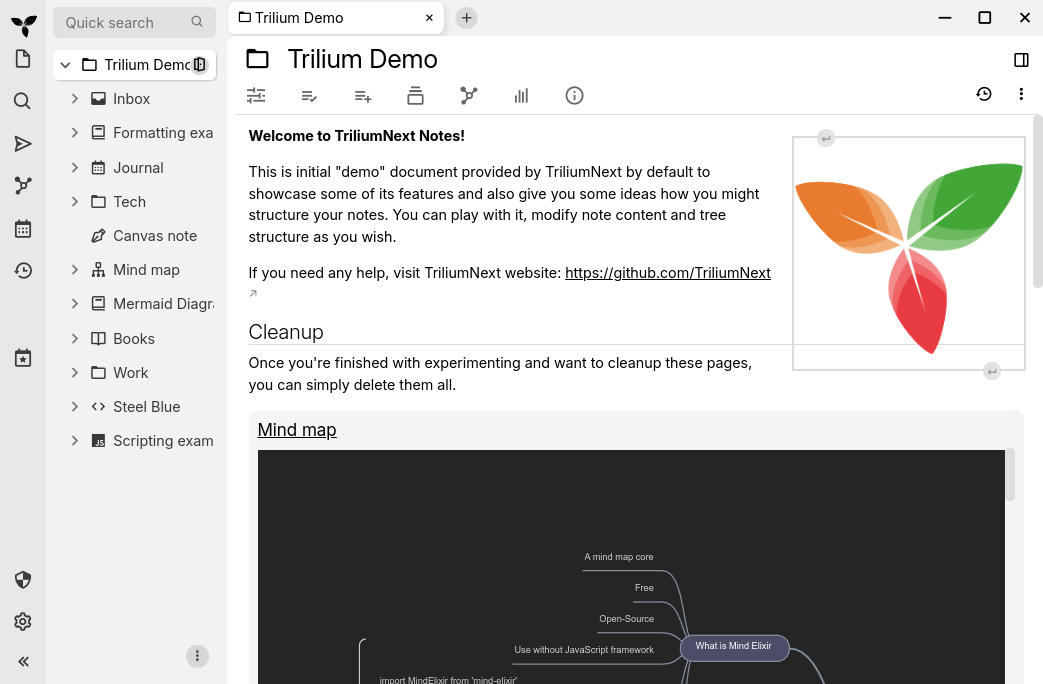 Quick search
Trilium Demo
Trilium Demo
Inbox
Formatting exa
Journal
Tech
Canvas note
Mind map
Mermaid Diagra
Books
Work
Steel Blue
JS
Scripting exam
Trilium Demo
Welcome to TriliumNext Notes!
This is initial "demo" document provided by TriliumNext by default to
showcase some of its features and also give you some ideas how you might
structure your notes. You can play with it, modify note content and tree
structure as you wish.
If you need any help, visit TriliumNext website: https://github.com/TriliumNext
Cleanup
Once you're finished with experimenting and want to cleanup these pages,
you can simply delete them all.
Mind map
A mind map core
Free
Open-Source
Use without JavaScript framework
What is Mind Elixir
import MindElixir from 'mind-elixir'